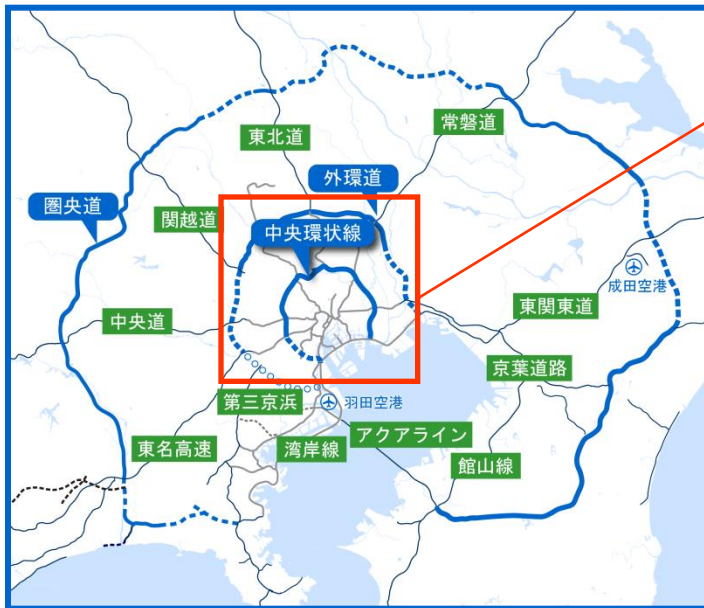 東北道
常磐道
外環道
圏央道
関越道
中央環状線
成田空港
東関東道
中央道
京葉道路
第三京浜
羽田空港
アクアライン
東名高速
湾岸線
館山線